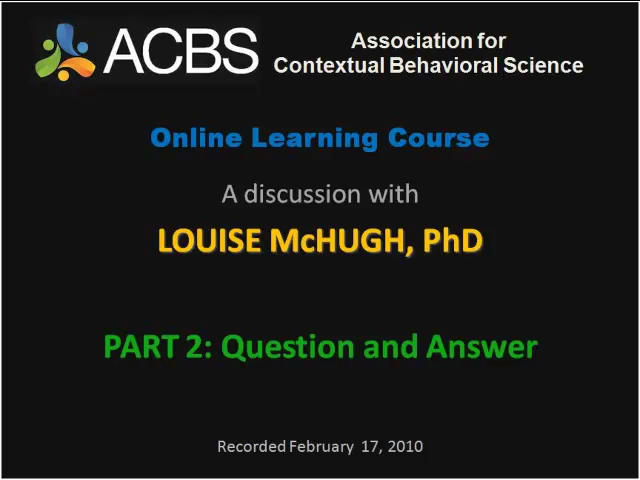 ACBS
Association for
Contextual Behavioral Science
Online Learning Course
A discussion with
LOUISE McHUGH, PhD
PART 2: Question and Answer
Recorded February 17, 2010